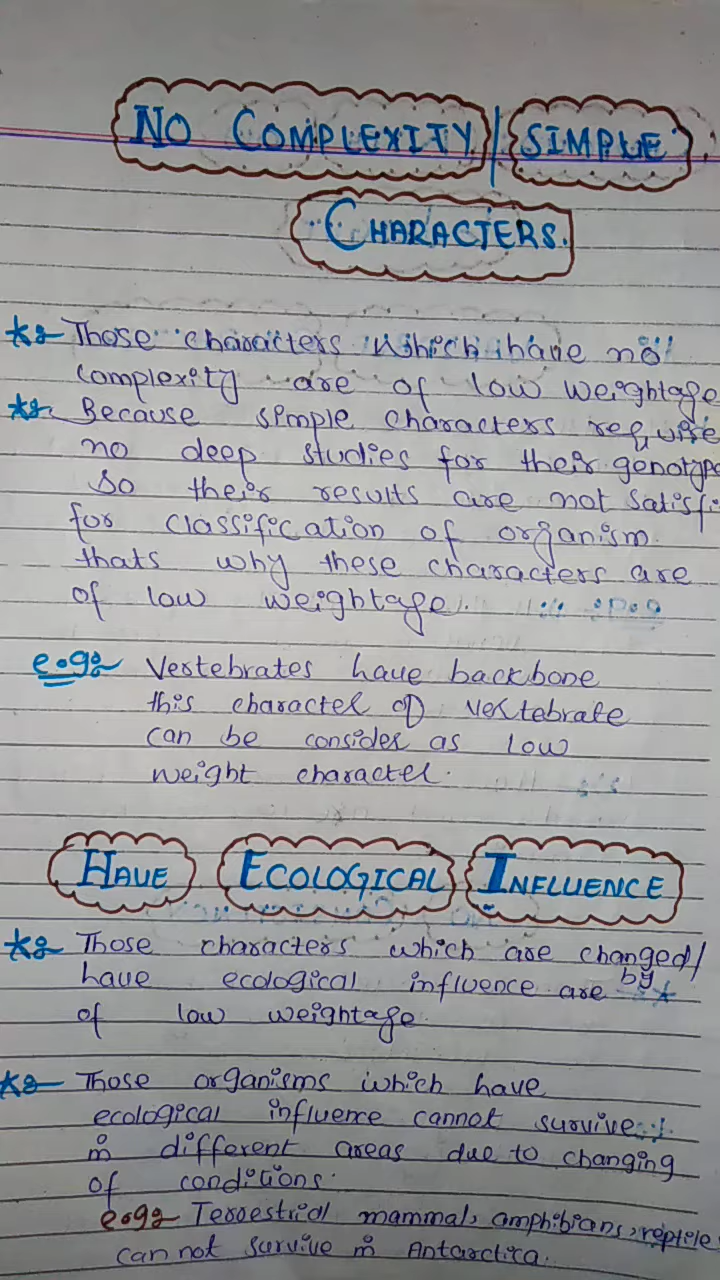 NO COMPLEXITY / SIMPLE
CHARACTERS.
Those characters which have no
complexity are of low weightage
Because simple characters require
no deep studies for their genotype
so their results are not
for classification of organism.
thats why these characters are
of low weightage.
e.g:- Vertebrates have backbone
this character of vertebrate
can be consider as low
weight character.
HAVE ECOLOGICAL INFLUENCE
Those characters which are changed/
have ecological influence are by
of low weightage.
Those organisms which have
ecological influence cannot survive
in different areas due to changing
of conditions.
e.g:- Terrestrial mammal, amphibians, reptile
can not survive in Antarctica.